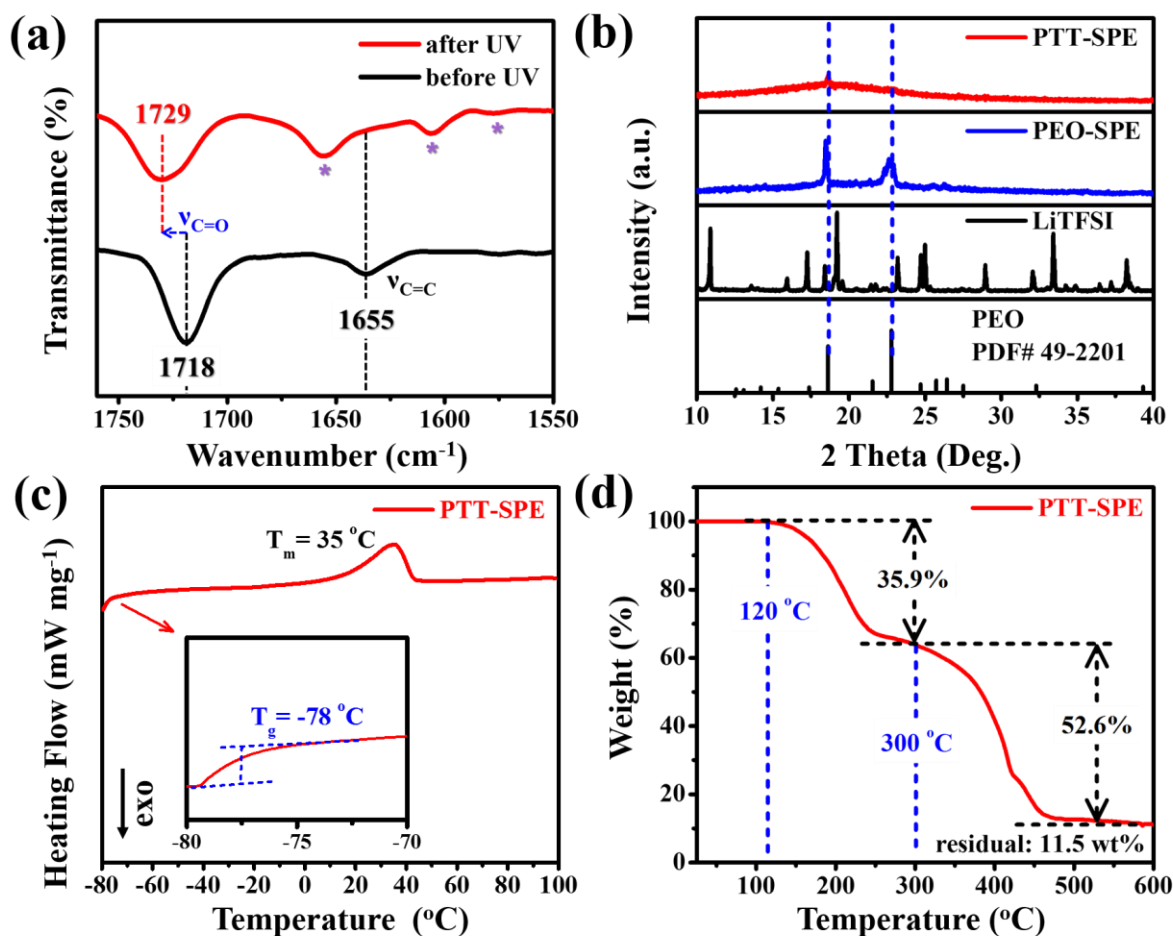 (a)
after UV
before UV
1729
*
*
*
νC=O
νC=C
1655
1718
Transmittance (%)
1750
1700
1650
1600
1550
Wavenumber (cm-1)
(b)
PTT-SPE
PEO-SPE
LiTFSI
PEO
PDF# 49-2201
Intensity (a.u.)
10
15
20
25
30
35
40
2 Theta (Deg.)
(c)
PTT-SPE
Tm= 35 oC
Tg= -78 oC
-80
-75
-70
exo
Heating Flow (mW mg-1)
-80
-60
-40
-20
0
20
40
60
80
100
Temperature (oC)
(d)
PTT-SPE
35.9%
120 oC
52.6%
300 oC
residual: 11.5 wt%
Weight (%)
100
80
60
40
20
0
100
200
300
400
500
600
Temperature (oC)